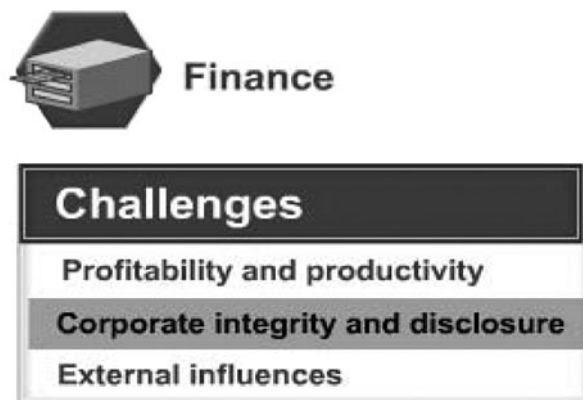 Finance
Challenges
Profitability and productivity
Corporate integrity and disclosure
External influences